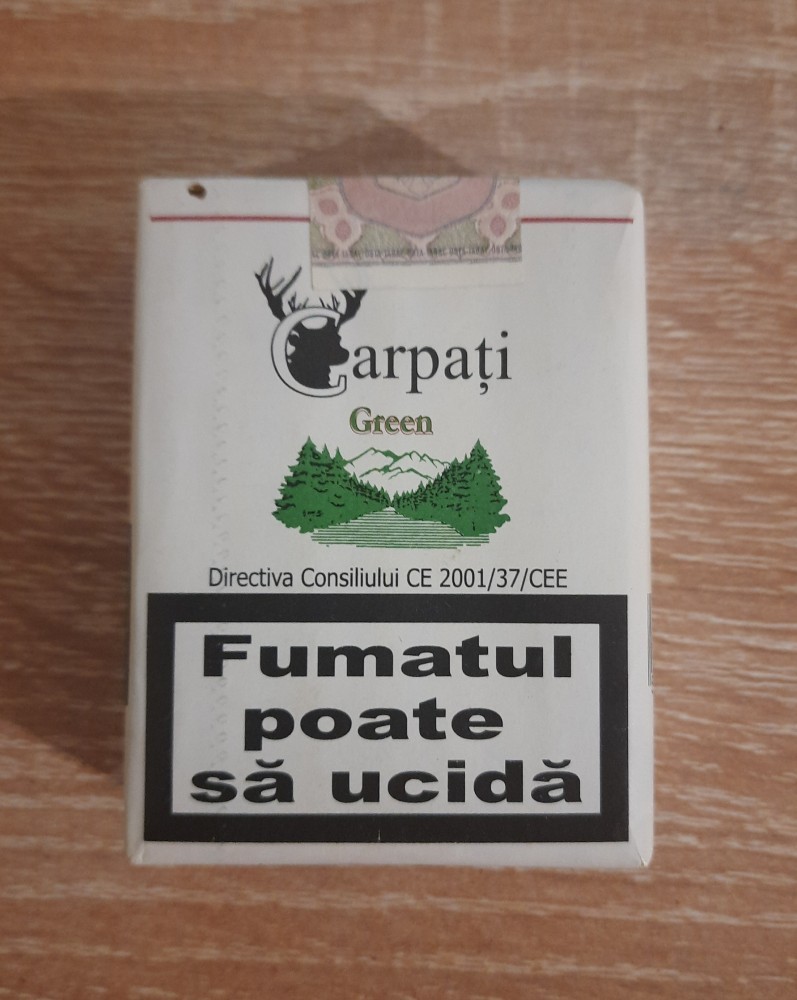 Carpați
Green
Directiva Consiliului CE 2001/37/CEE
Fumatul
poate
să ucidă